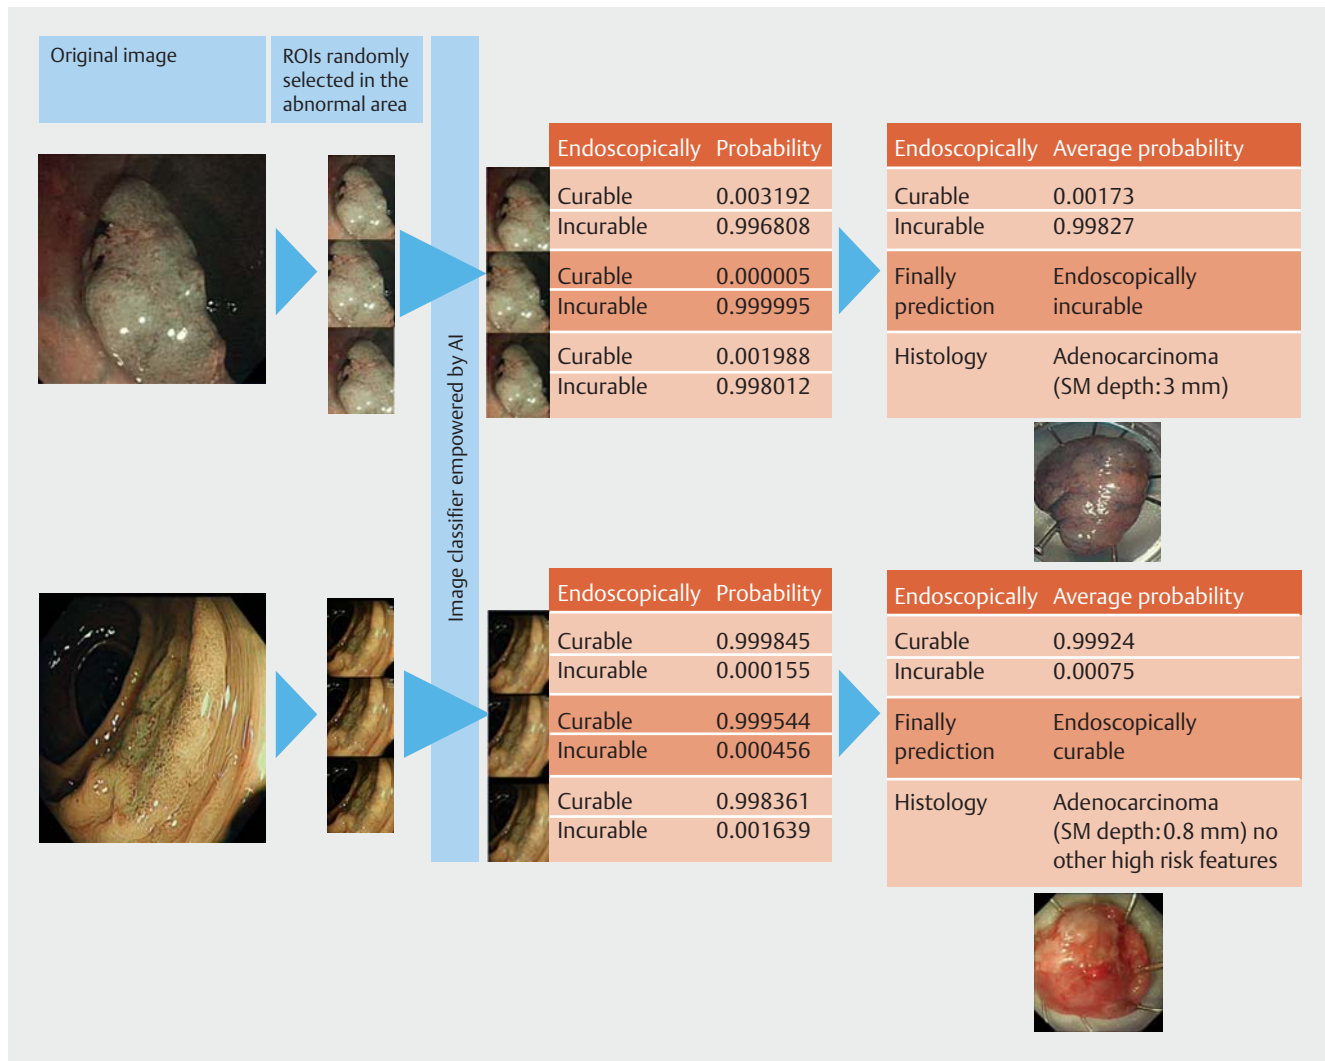 Original image
ROIs randomly
selected in the
abnormal area
Image classifier empowered by AI
Endoscopically Probability
Curable 0.003192
Incurable 0.996808
Curable 0.000005
Incurable 0.999995
Curable 0.001988
Incurable 0.998012
Endoscopically Average probability
Curable 0.00173
Incurable 0.99827
Finally Endoscopically
prediction incurable
Histology Adenocarcinoma
(SM depth: 3 mm)
Endoscopically Probability
Curable 0.999845
Incurable 0.000155
Curable 0.999544
Incurable 0.000456
Curable 0.998361
Incurable 0.001639
Endoscopically Average probability
Curable 0.99924
Incurable 0.00075
Finally Endoscopically
prediction curable
Histology Adenocarcinoma
(SM depth: 0.8 mm) no
other high risk features